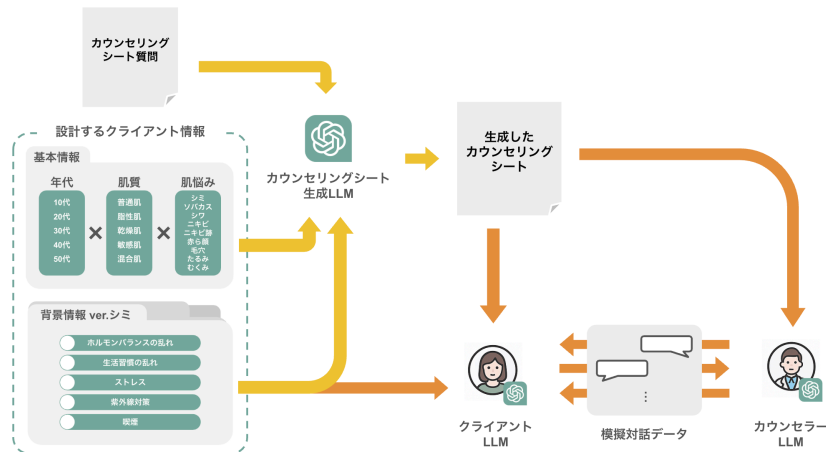 カウンセリング
シート質問
設計するクライアント情報
基本情報
年代
肌質
肌悩み
10代
20代
30代
40代
50代
×
普通肌
脂性肌
乾燥肌
敏感肌
混合肌
×
シミ
ソバカス
シワ
ニキビ
ニキビ跡
赤ら顔
毛穴
たるみ
むくみ
背景情報 ver.シミ
ホルモンバランスの乱れ
生活習慣の乱れ
ストレス
紫外線対策
喫煙
カウンセリングシート
生成LLM
生成した
カウンセリング
シート
クライアント
LLM
模擬対話データ
カウンセラー
LLM